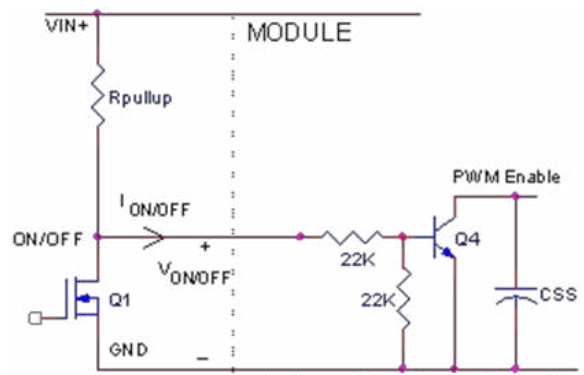 VIN+
MODULE
Rpullup
I ON/OFF
PWM Enable
ON/OFF
+
V ON/OFF
22K
Q4
22K
CSS
Q1
GND
–